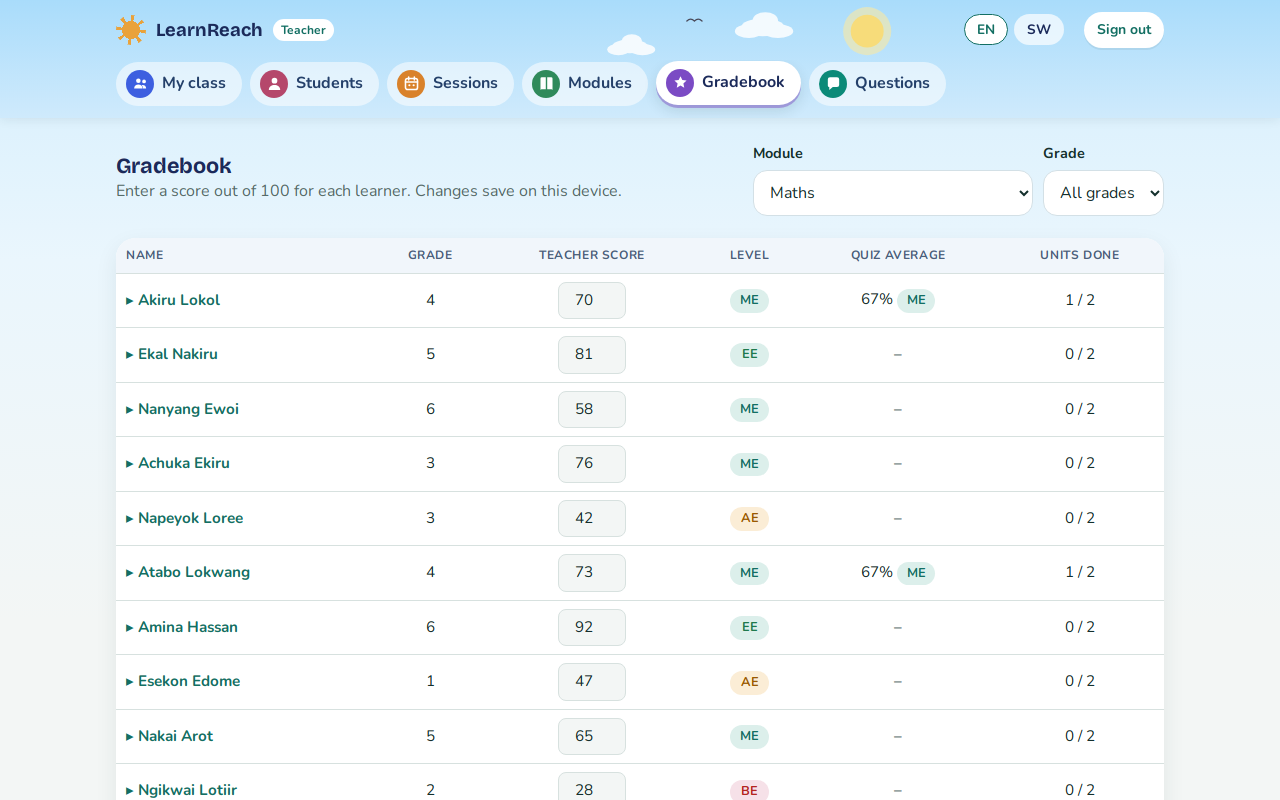 LearnReach Teacher EN SW Sign out
My class Students Sessions Modules Gradebook Questions
Gradebook
Enter a score out of 100 for each learner. Changes save on this device.
Module Grade
Maths All grades
NAME GRADE TEACHER SCORE LEVEL QUIZ AVERAGE UNITS DONE
▸ Akiru Lokol 4 70 ME 67% ME 1 / 2
▸ Ekal Nakiru 5 81 EE – 0 / 2
▸ Nanyang Ewoi 6 58 ME – 0 / 2
▸ Achuka Ekiru 3 76 ME – 0 / 2
▸ Napeyok Loree 3 42 AE – 0 / 2
▸ Atabo Lokwang 4 73 ME 67% ME 1 / 2
▸ Amina Hassan 6 92 EE – 0 / 2
▸ Esekon Edome 1 47 AE – 0 / 2
▸ Nakai Arot 5 65 ME – 0 / 2
▸ Ngikwai Lotiir 2 28 BE – 0 / 2